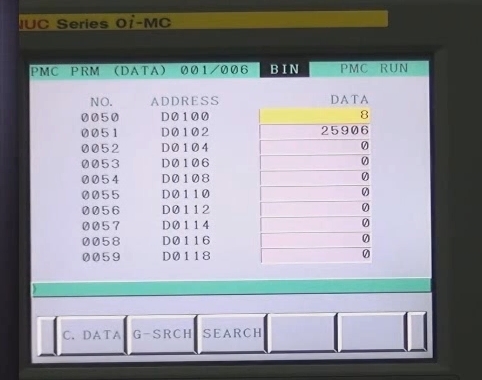 NUC Series 0i-MC
PMC PRM (DATA) 001/006 BIN PMC RUN
NO. ADDRESS DATA
0050 D0100 8
0051 D0102 25906
0052 D0104 0
0053 D0106 0
0054 D0108 0
0055 D0110 0
0056 D0112 0
0057 D0114 0
0058 D0116 0
0059 D0118 0
)
C. DATA G-SRCH SEARCH